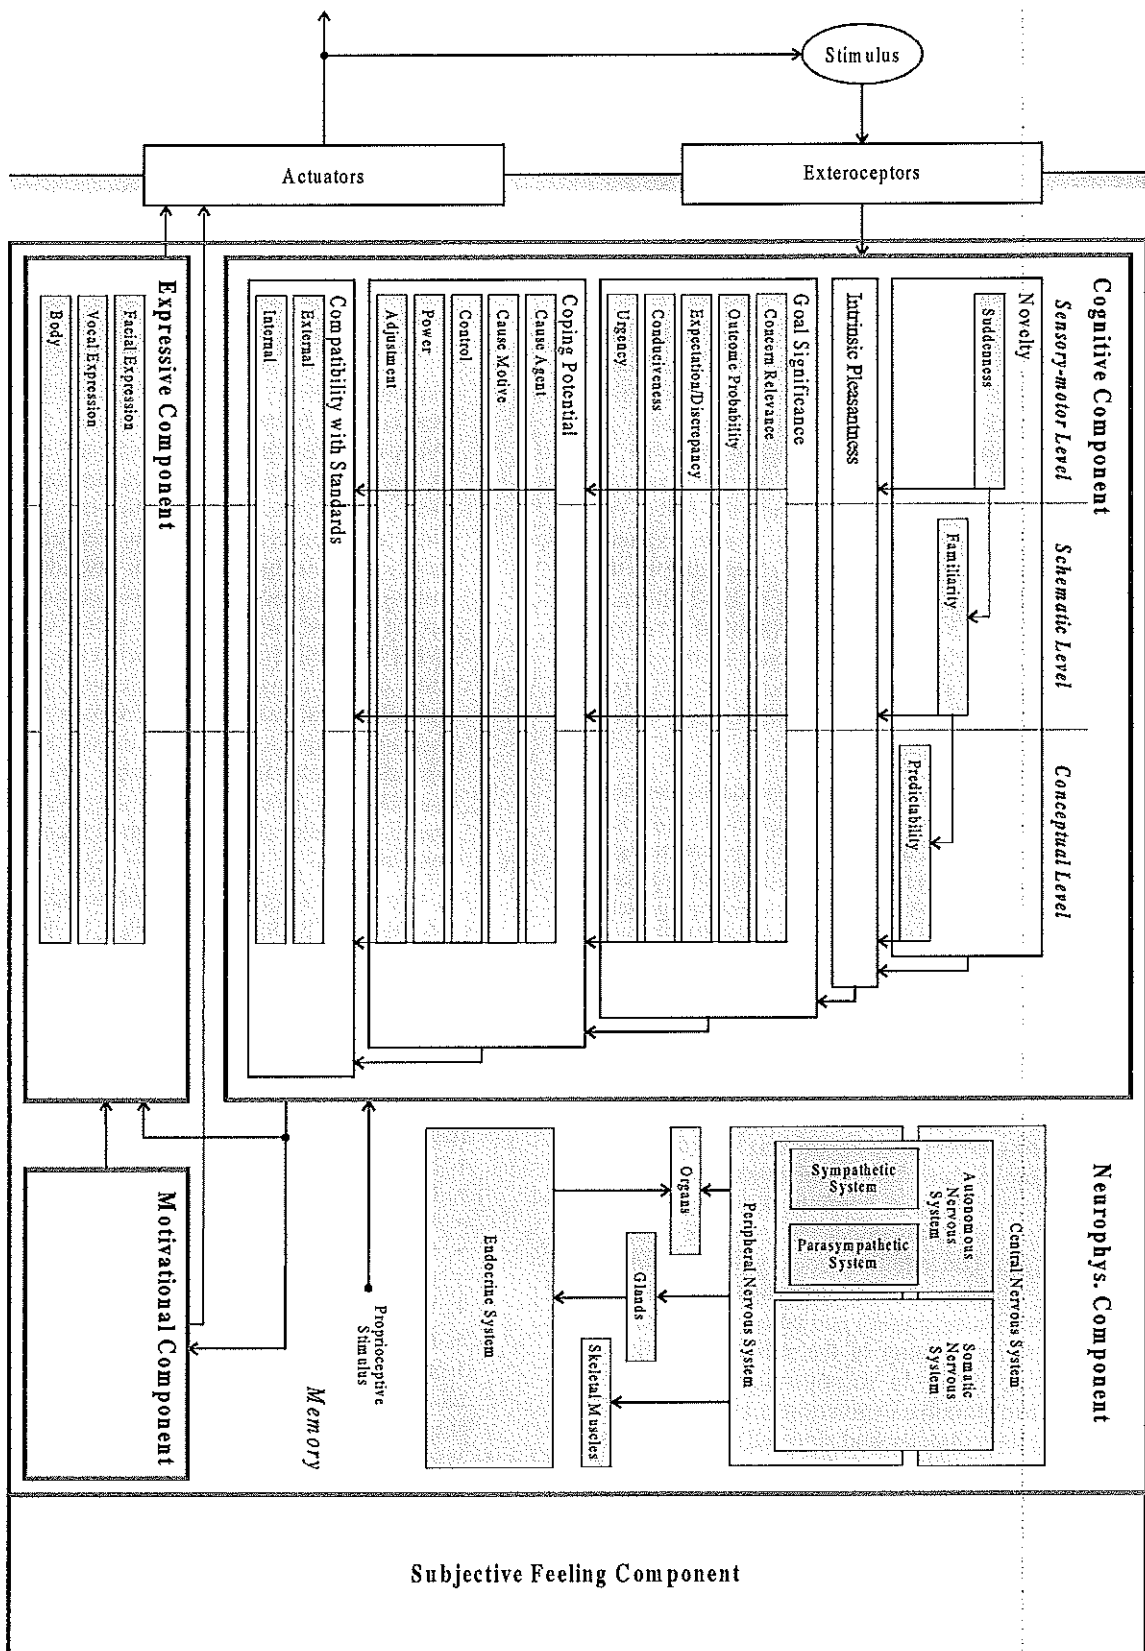 Stimulus
Actuators
Exteroceptors
Cognitive Component
Sensory-motor Level
Schematic Level
Conceptual Level
Novelty
Suddenness
Familiarity
Predictability
Intrinsic Pleasantness
Goal Significance
Concern Relevance
Outcome Probability
Expectation/Discrepancy
Conduciveness
Urgency
Coping Potential
Cause Agent
Cause Motive
Control
Power
Adjustment
Compatibility with Standards
External
Internal
Expressive Component
Facial Expression
Vocal Expression
Body
Neurophys. Component
Central Nervous System
Autonomous
Nervous
System
Sympathetic
System
Parasympathetic
System
Somatic
Nervous
System
Peripheral Nervous System
Organs
Glands
Skeletal Muscles
Endocrine System
Proprioceptive
Stimulus
Memory
Motivational Component
Subjective Feeling Component